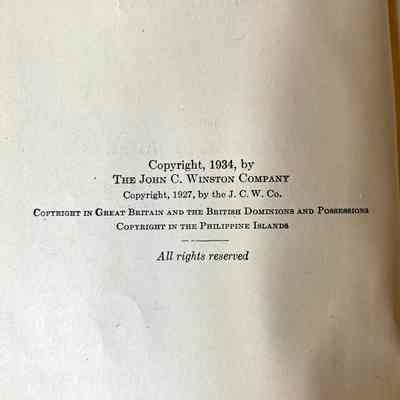 Copyright, 1934, by
THE JOHN C. WINSTON COMPANY
Copyright, 1927, by the J. C. W. Co.
COPYRIGHT IN GREAT BRITAIN AND THE BRITISH DOMINIONS AND POSSESSIONS
COPYRIGHT IN THE PHILIPPINE ISLANDS
All rights reserved